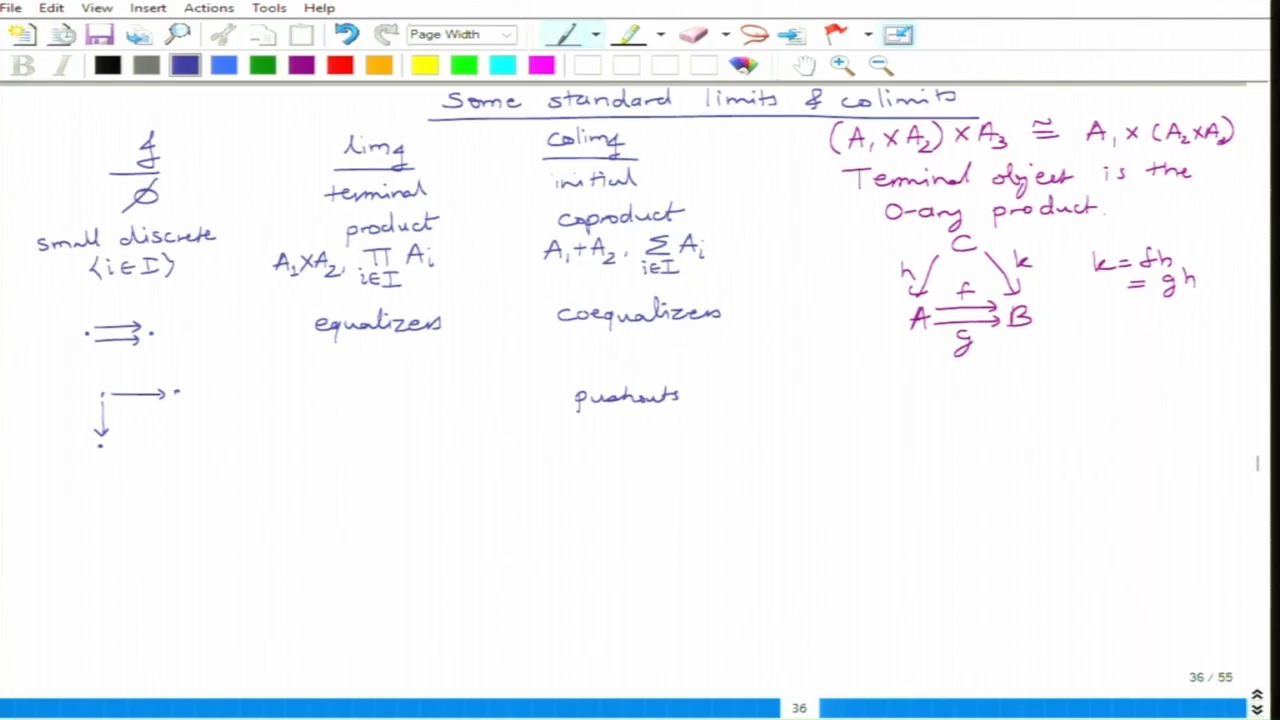 File Edit View Insert Actions Tools Help
Page Width
B I
Some standard limits & colimits
J lim J colim J
∅ terminal initial
small discrete product coproduct
⟨i∈I⟩ A₁×A₂, ∏ Aᵢ A₁+A₂, ∑ Aᵢ
i∈I i∈I
equalizers coequalizers
pushouts
(A₁ × A₂) × A₃ ≅ A₁ × (A₂×A₃)
Terminal object is the
0-ary product.
C
h k k = fh
f = gh
A B
g
36 / 55
36